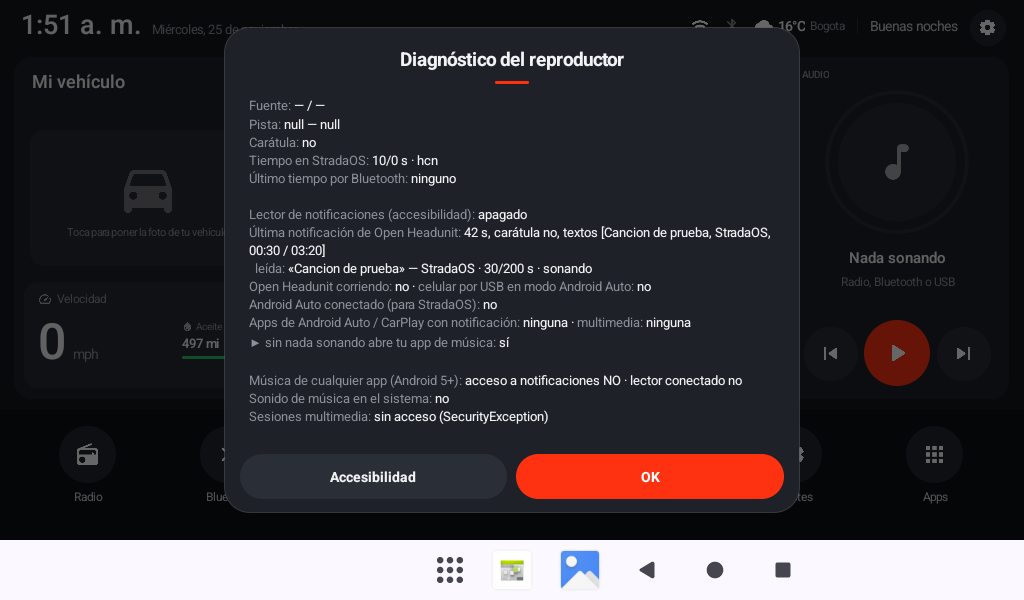 1:51 a. m.
Miércoles, 25 de
16°C
Bogota
Buenas noches
Mi vehículo
AUDIO
Diagnóstico del reproductor
Fuente: — / —
Pista: null — null
Carátula: no
Tiempo en StradaOS: 10/0 s · hcn
Último tiempo por Bluetooth: ninguno
Lector de notificaciones (accesibilidad): apagado
Última notificación de Open Headunit: 42 s, carátula no, textos [Cancion de prueba, StradaOS,
00:30 / 03:20]
leída: «Cancion de prueba» — StradaOS · 30/200 s · sonando
Open Headunit corriendo: no · celular por USB en modo Android Auto: no
Android Auto conectado (para StradaOS): no
Apps de Android Auto / CarPlay con notificación: ninguna · multimedia: ninguna
► sin nada sonando abre tu app de música: sí
Música de cualquier app (Android 5+): acceso a notificaciones NO · lector conectado no
Sonido de música en el sistema: no
Sesiones multimedia: sin acceso (SecurityException)
Accesibilidad
OK
Toca para poner la foto de tu vehícul
Velocidad
0 mph
Aceite
497 mi
Nada sonando
Radio, Bluetooth o USB
Radio
Blue
tes
Apps